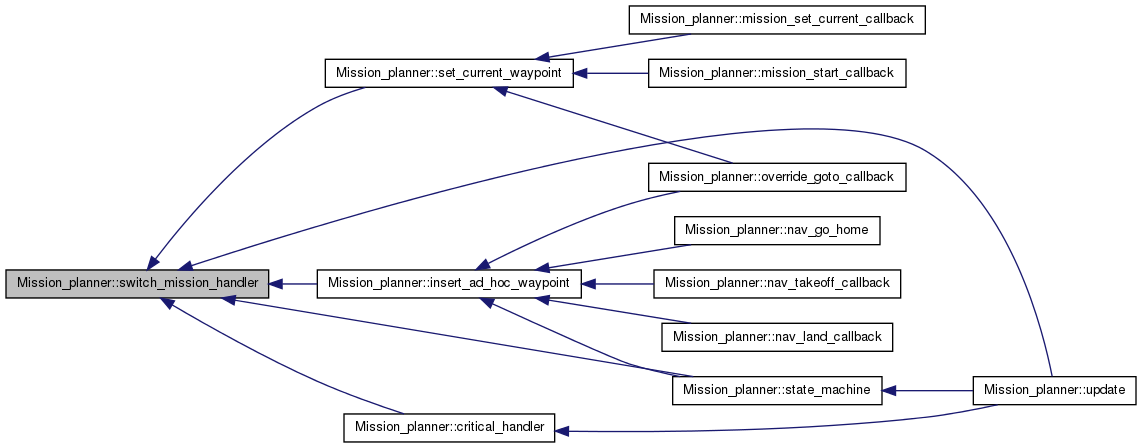 Mission_planner::mission_set_current_callback
Mission_planner::set_current_waypoint
Mission_planner::mission_start_callback
Mission_planner::override_goto_callback
Mission_planner::nav_go_home
Mission_planner::switch_mission_handler
Mission_planner::insert_ad_hoc_waypoint
Mission_planner::nav_takeoff_callback
Mission_planner::nav_land_callback
Mission_planner::state_machine
Mission_planner::update
Mission_planner::critical_handler